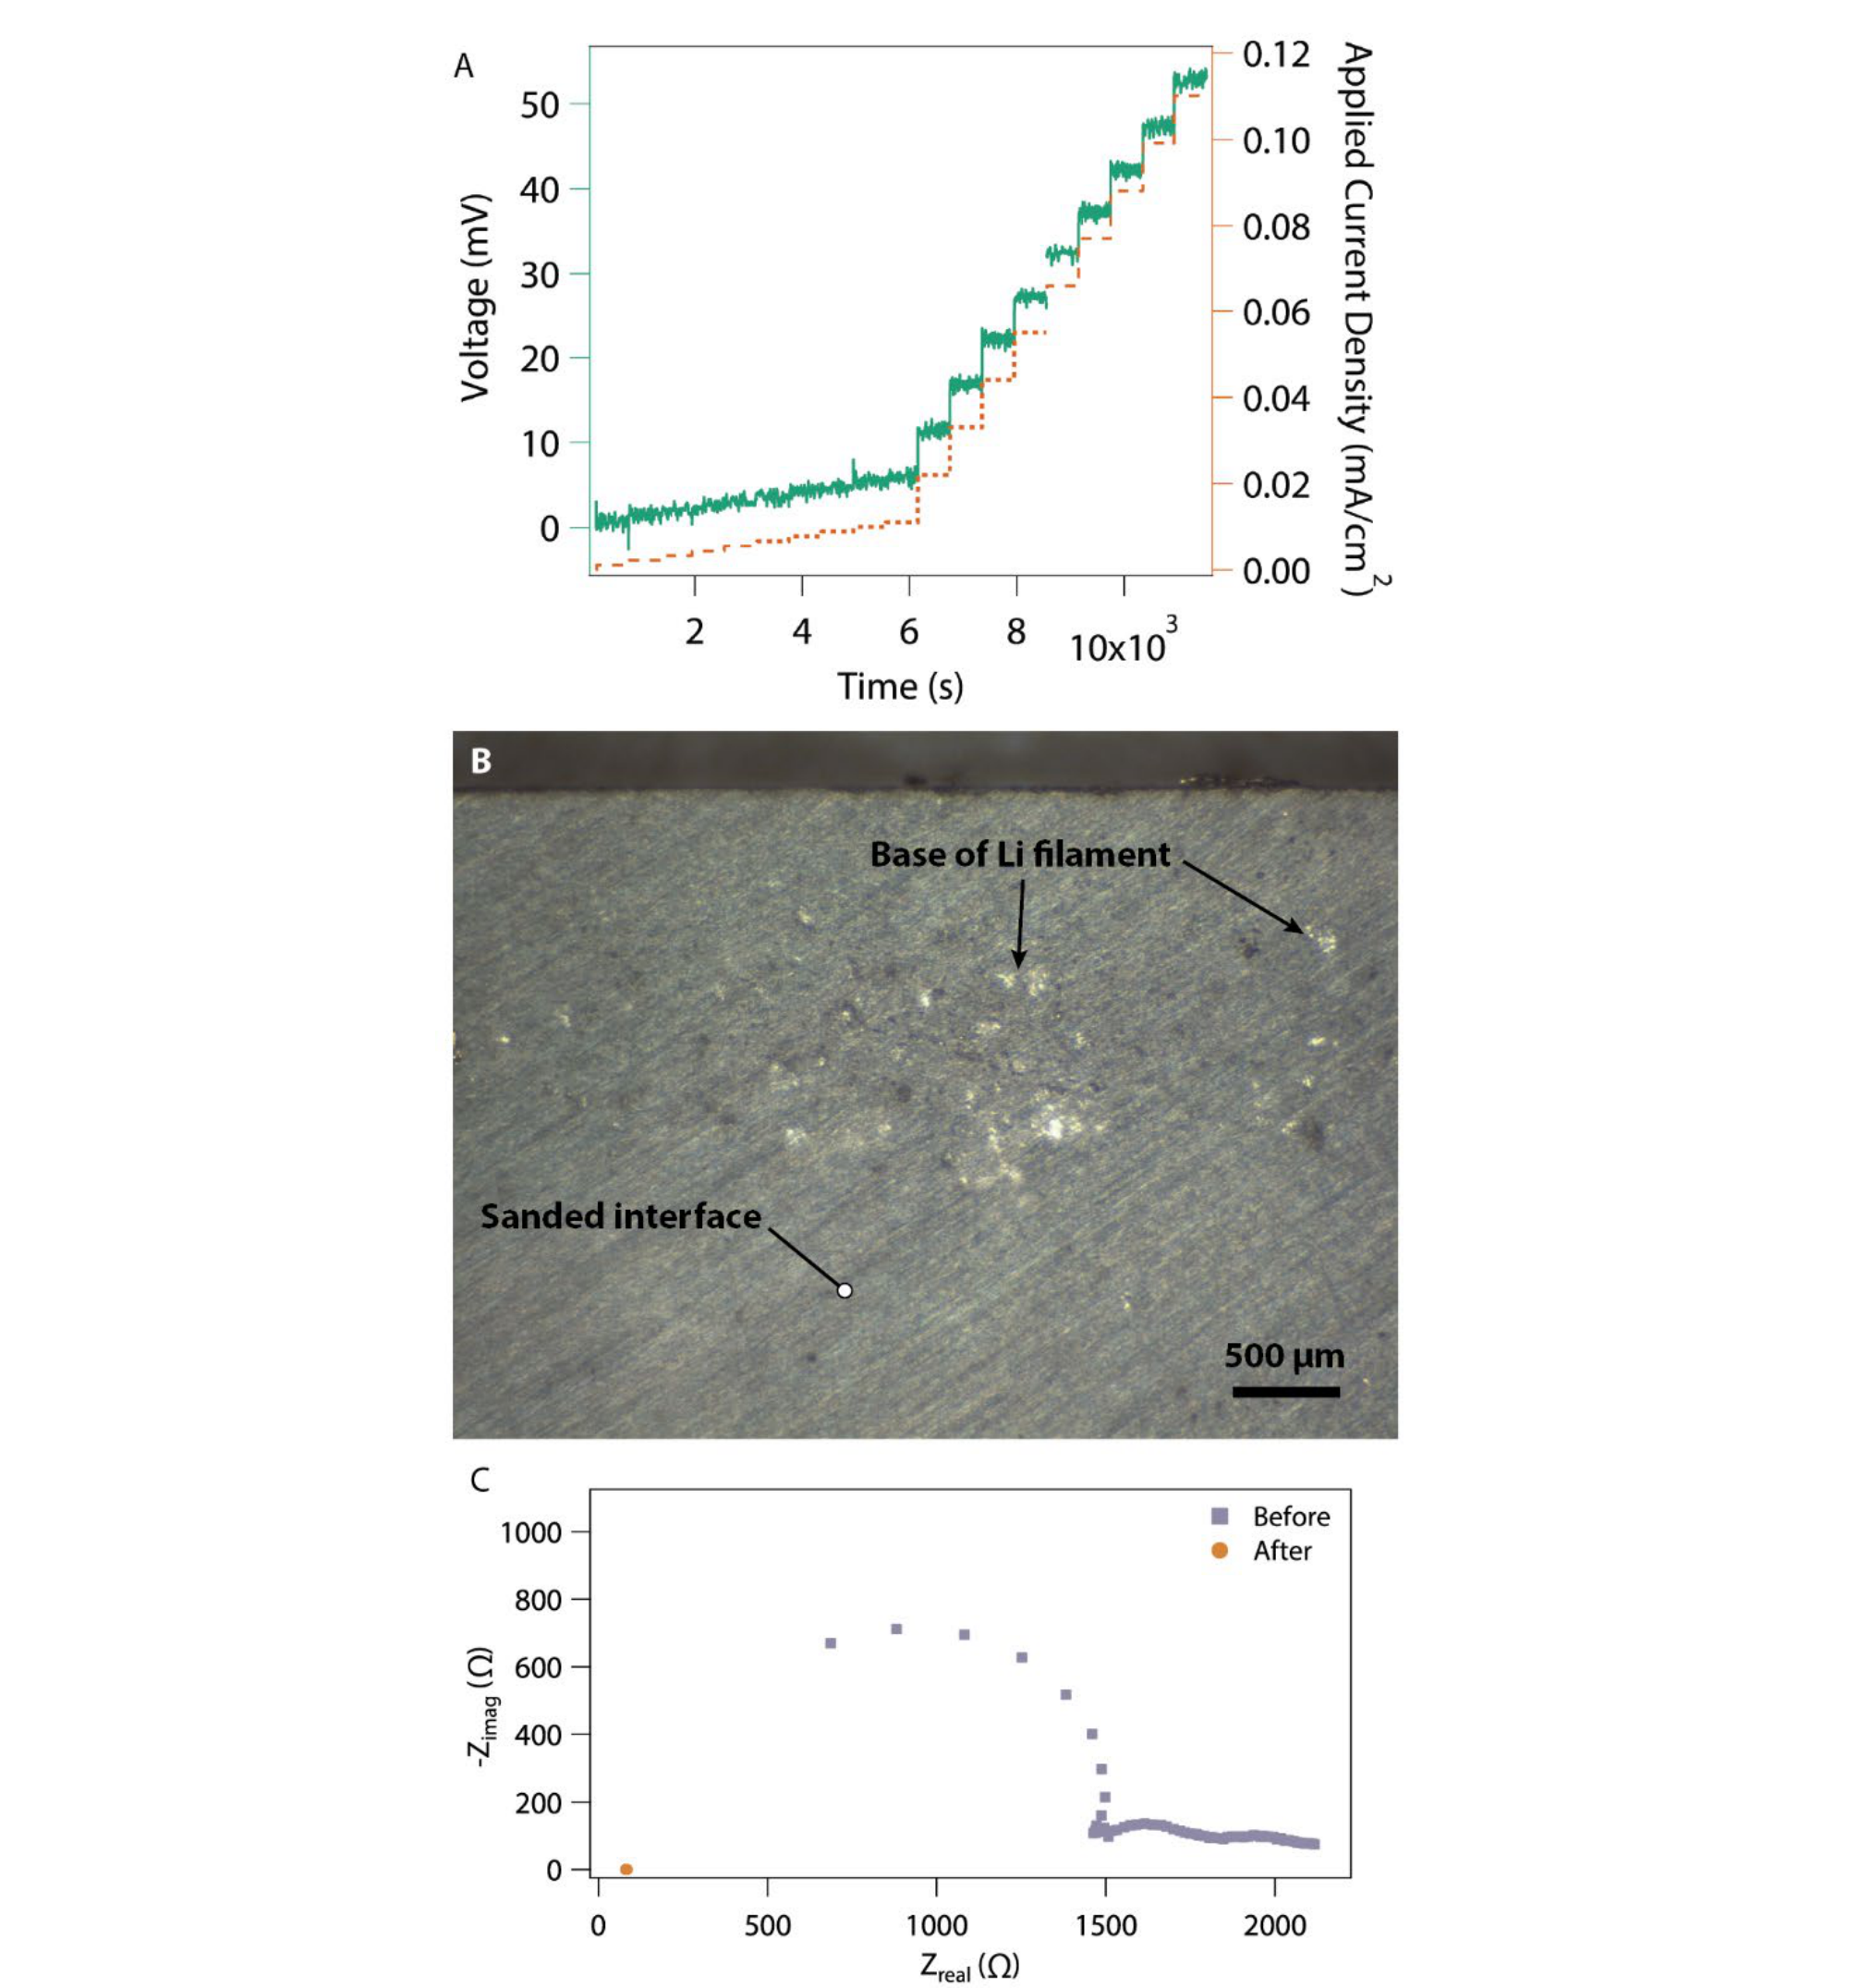 A
50
40
30
20
10
0
Voltage (mV)
0.12
0.10
0.08
0.06
0.04
0.02
0.00
Applied Current Density (mA/cm²)
2 4 6 8 10x10³
Time (s)
B
Base of Li filament
Sanded interface
500 µm
C
Before
After
1000
800
600
400
200
0
-Zimag (Ω)
0 500 1000 1500 2000
Zreal (Ω)